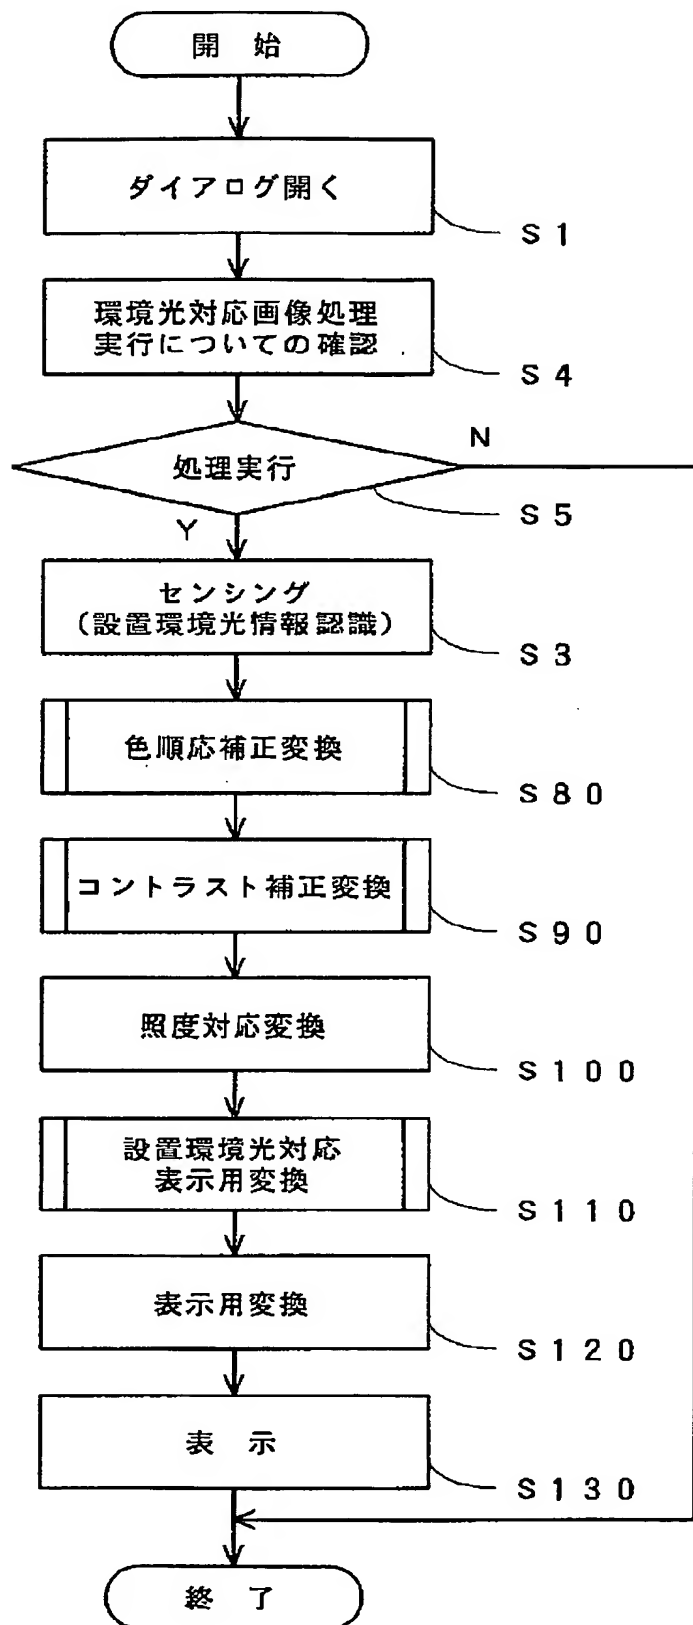 開 始
ダイアログ開く
S1
環境光対応画像処理
実行についての確認
S4
N
処理実行
S5
Y
センシング
(設置環境光情報認識)
S3
色順応補正変換
S80
コントラスト補正変換
S90
照度対応変換
S100
設置環境光対応
表示用変換
S110
表示用変換
S120
表 示
S130
終 了